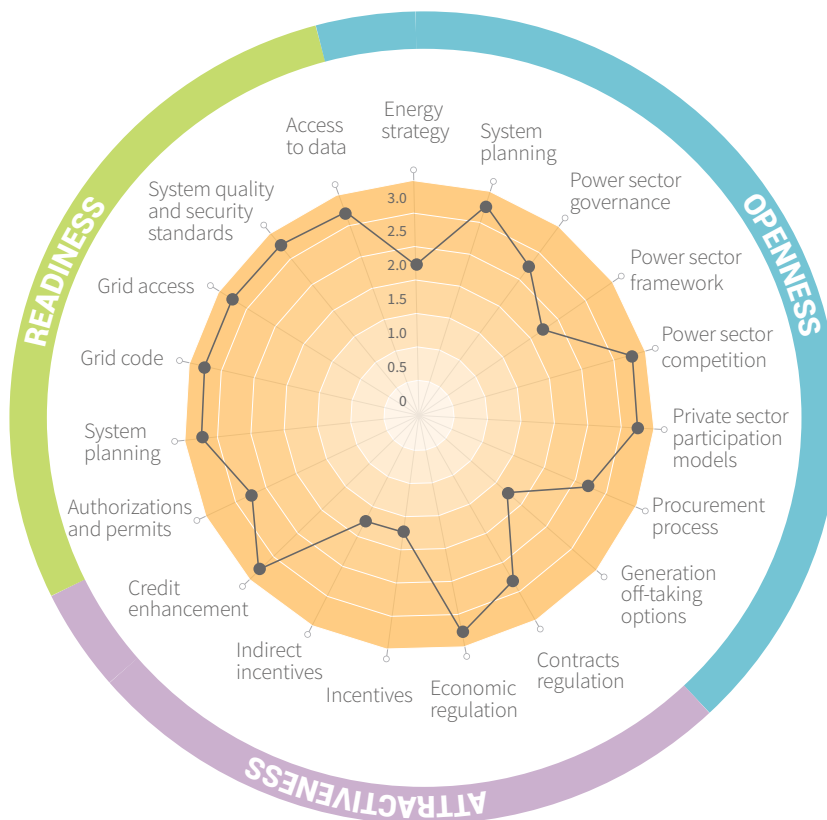 Energy
strategy
System
planning
Power sector
governance
Power sector
framework
Power sector
competition
Private sector
participation
models
Procurement
process
Generation
off-taking
options
Contracts
regulation
Economic
regulation
Incentives
Indirect
incentives
Credit
enhancement
Authorizations
and permits
System
planning
Grid code
Grid access
System quality
and security
standards
Access
to data
3.0
2.5
2.0
1.5
1.0
0.5
0
OPENNESS
ATTRACTIVENESS
READINESS